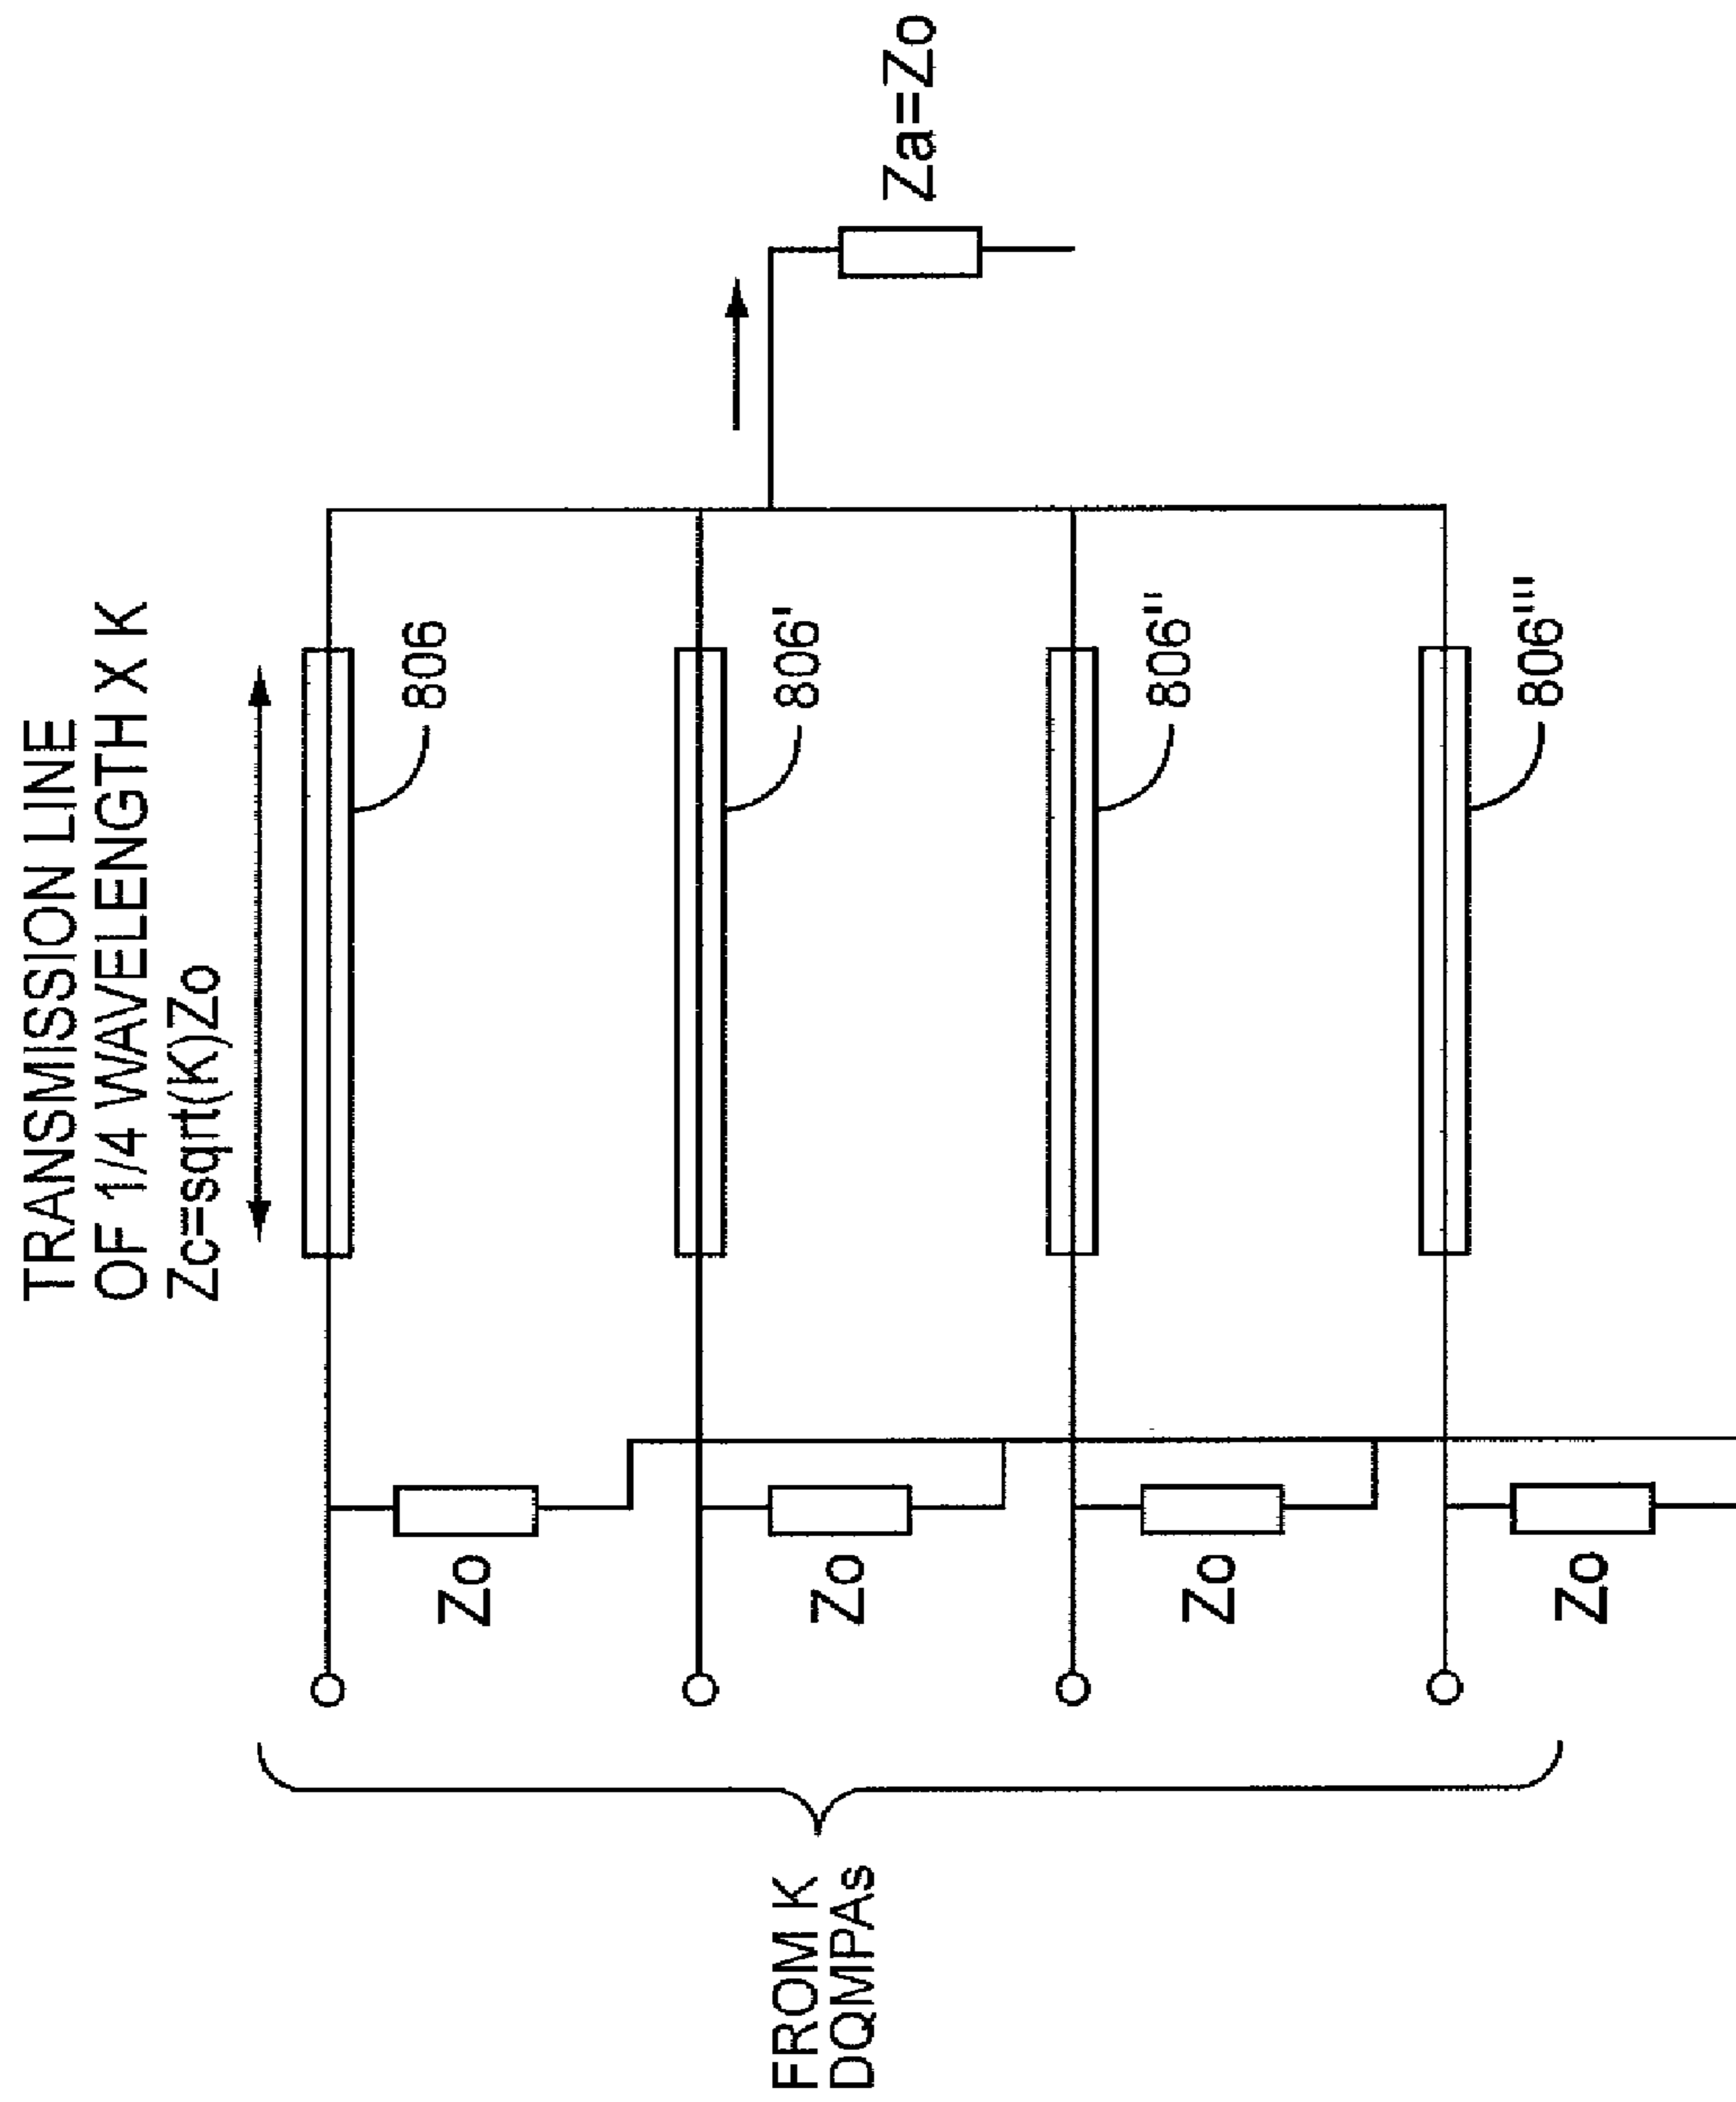 TRANSMISSION LINE
OF 1/4 WAVELENGTH X K
Zc=sqrt(K)Zo
806
Zo
806'
Za=Zo
Zo
FROM K
DQMPAs
806''
Zo
806'''
Zo